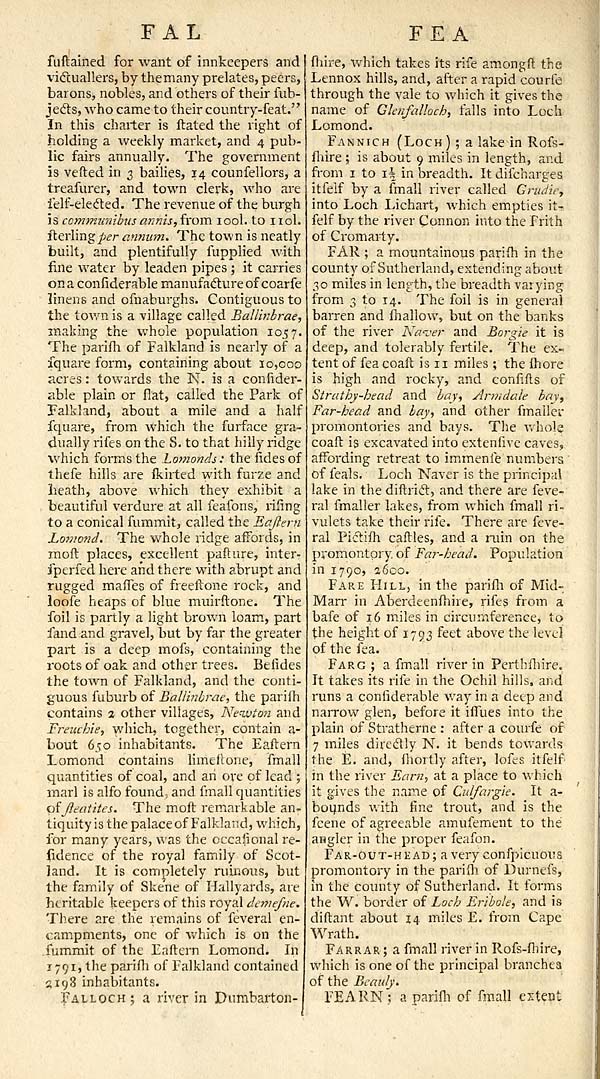 FAL
ſuſtained for want of innkeepers and
victuallers, by the many prelates, peers,
barons, nobles, and others of their ſub-
jects, who came to their country-ſeat."
In this charter is ſtated the right of
holding a weekly market, and 4 pub-
lic fairs annually. The government
is veſted in 3 bailies, 14 counſellors, a
treaſurer, and town clerk, who are
ſelf-elected. The revenue of the burgh
is communibus annis, from 100l. to 110l.
ſterling per annum. The town is neatly
built, and plentifully ſupplied with
fine water by leaden pipes; it carries
on a conſiderable manufacture of coarſe
linens and oſnaburghs. Contiguous to
the town is a village called Ballinbrae,
making the whole population 1057.
The pariſh of Falkland is nearly of a
ſquare form, containing about 10,000
acres: towards the N. is a conſider-
able plain or flat, called the Park of
Falkland, about a mile and a half
ſquare, from which the ſurface gra-
dually riſes on the S. to that hilly ridge
which forms the Lomonds: the ſides of
theſe hills are ſkirted with furze and
heath, above which they exhibit a
beautiful verdure at all ſeaſons, riſing
to a conical ſummit, called the Eaſtern
Lomond. The whole ridge affords, in
moſt places, excellent paſture, inter-
ſperſed here and there with abrupt and
rugged maſſes of freeſtone rock, and
looſe heaps of blue muirſtone. The
ſoil is partly a light brown loam, part
ſand and gravel, but by far the greater
part is a deep moſs, containing the
roots of oak and other trees. Beſides
the town of Falkland, and the conti-
guous ſuburb of Ballinbrae, the pariſh
contains 2 other villages, Newton and
Freuchie, which, together, contain a-
bout 650 inhabitants. The Eaſtern
Lomond contains limeſtone, ſmall
quantities of coal, and an ore of lead;
marl is alſo found, and ſmall quantities
of ſteatites. The moſt remarkable an-
tiquity is the palace of Falkland, which,
for many years, was the occaſional re-
ſidence of the royal family of Scot-
land. It is completely ruinous, but
the family of Skene of Hallyards, are
heritable keepers of this royal demeſne.
There are the remains of ſeveral en-
campments, one of which is on the
ſummit of the Eaſtern Lomond. In
1791, the pariſh of Falkland contained
2198 inhabitants.
FALLOCH; a river in Dumbarton-
FEA
ſhire, which takes its riſe amongſt the
Lennox hills, and, after a rapid courſe
through the vale to which it gives the
name of Glenfalloch, falls into Loch
Lomond.
FANNICH (LOCH); a lake in Roſs-
ſhire; is about 9 miles in length, and
from 1 to 1½ in breadth. It diſcharges
itſelf by a ſmall river called Grudie,
into Loch Lichart, which empties it-
ſelf by the river Connon into the Frith
of Cromarty.
FAR; a mountainous pariſh in the
county of Sutherland, extending about
30 miles in length, the breadth varying
from 3 to 14. The ſoil is in general
barren and ſhallow, but on the banks
of the river Naver and Borgie it is
deep, and tolerably fertile. The ex-
tent of ſea coaſt is 11 miles; the ſhore
is high and rocky, and conſiſts of
Strathy-head and bay, Armdale bay,
Far-head and bay, and other ſmaller
promontories and bays. The whole
coaſt is excavated into extenſive caves,
affording retreat to immenſe numbers
of ſeals. Loch Naver is the principal
lake in the diſtrict, and there are ſeve-
ral ſmaller lakes, from which ſmall ri-
vulets take their riſe. There are ſeve-
ral Pictiſh caſtles, and a ruin on the
promontory of Far-head. Population
in 1790, 2600.
FARE HILL, in the pariſh of Mid-
Marr in Aberdeenſhire, riſes from a
baſe of 16 miles in circumference, to
the height of 1793 feet above the level
of the ſea.
FARG; a ſmall river in Perthſhire.
It takes its riſe in the Ochil hills, and
runs a conſiderable way in a deep and
narrow glen, before it iſſues into the
plain of Stratherne: after a courſe of
7 miles directly N. it bends towards
the E. and, ſhortly after, loſes itſelf
in the river Earn, at a place to which
it gives the name of Culfargie. It a-
bounds with fine trout, and is the
ſcene of agreeable amuſement to the
angler in the proper ſeaſon.
FAR-OUT-HEAD; a very conſpicuous
promontory in the pariſh of Durneſs,
in the county of Sutherland. It forms
the W. border of Loch Eribole, and is
diſtant about 14 miles E. from Cape
Wrath.
FARRAR; a ſmall river in Roſs-ſhire,
which is one of the principal branches
of the Beauly.
FEARN; a pariſh of ſmall extent